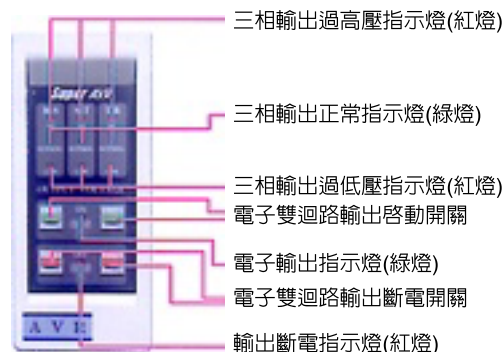 三相輸出過高壓指示燈(紅燈)
Super AVR
三相輸出正常指示燈(綠燈)
三相輸出過低壓指示燈(紅燈)
電子雙迴路輸出啓動開關
電子輸出指示燈(綠燈)
電子雙迴路輸出斷電開關
A V R
輸出斷電指示燈(紅燈)